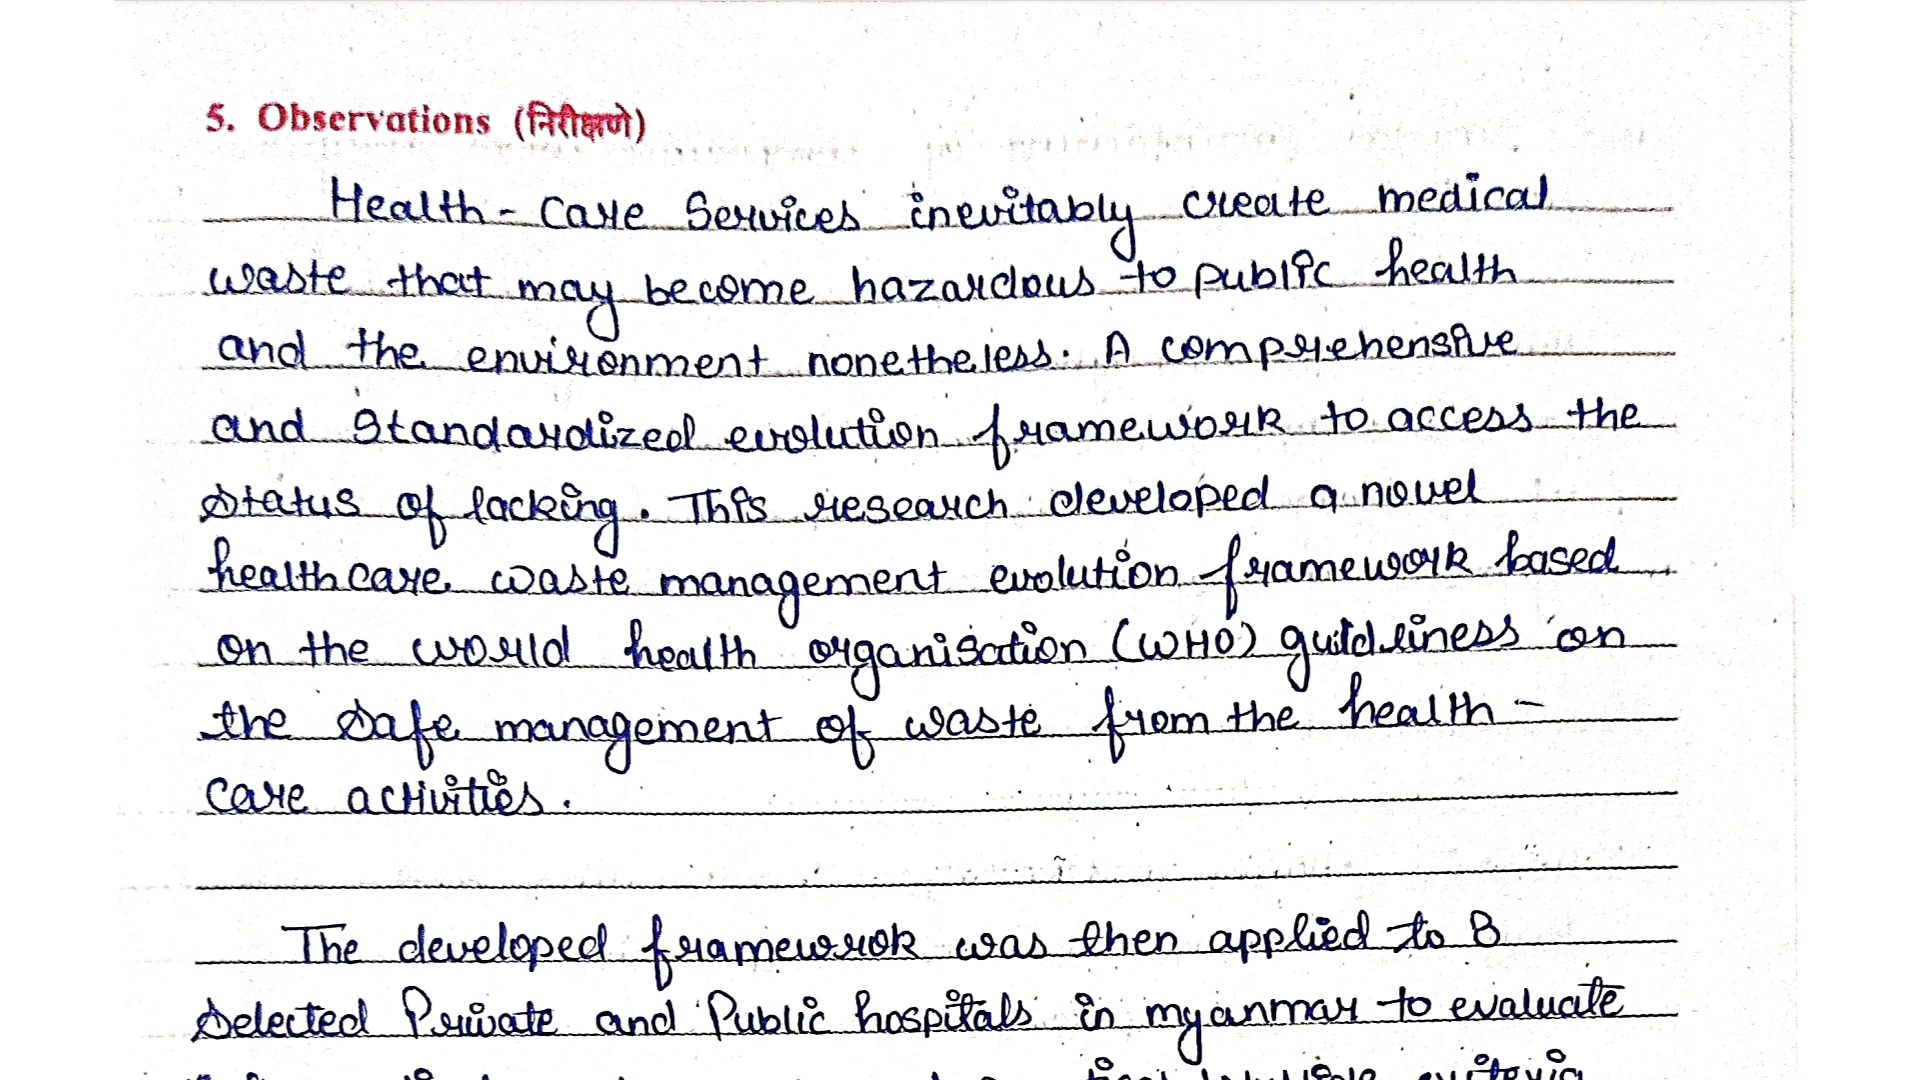 5. Observations (निरीक्षणे)
Health - Care Services inevitably create medical
waste that may become hazardous to public health
and the environment nonetheless. A comprehensive
and Standardized evolution framework to access the
status of lacking. This research developed a novel
healthcare waste management evolution framework based
on the world health organisation (WHO) guildliness on
the safe management of waste from the health -
care activities.
The developed framewrok was then applied to 8
selected Private and Public hospitals in myanmar to evaluate